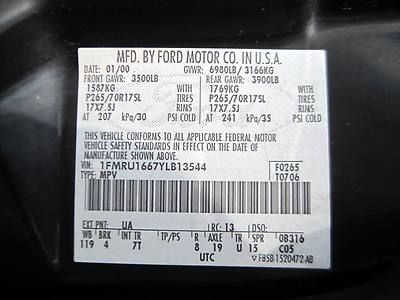 MFD. BY FORD MOTOR CO. IN U.S.A.
DATE: 01/00 GVWR: 6980LB/ 3166KG
FRONT GAWR: 3500LB REAR GAWR: 3900LB
1587KG WITH 1769KG WITH
P265/70R17SL TIRES P265/70R17SL TIRES
17X7.5J RIMS 17X7.5J RIMS
AT 207 kPa/30 PSI COLD AT 241 kPa/35 PSI COLD
THIS VEHICLE CONFORMS TO ALL APPLICABLE FEDERAL MOTOR
VEHICLE SAFETY STANDARDS IN EFFECT ON THE DATE OF
MANUFACTURE SHOWN ABOVE.
VIN: 1FMRU1667YLB13544 F0265
TYPE: MPV T0706
EXT PNT: UA RC: 13 DSO:
WB BRK INT TR TP/PS R AXLE TR SPR 0B316
119 4 7T 8 19 U 15 C05
UTC F85B-1520472-AB